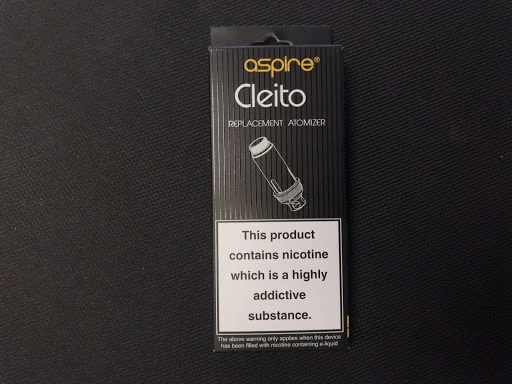 aspire®
Cleito
REPLACEMENT ATOMIZER
This product
contains nicotine
which is a highly
addictive
substance.
The above warning only applies when this device
has been filled with nicotine containing e-liquid